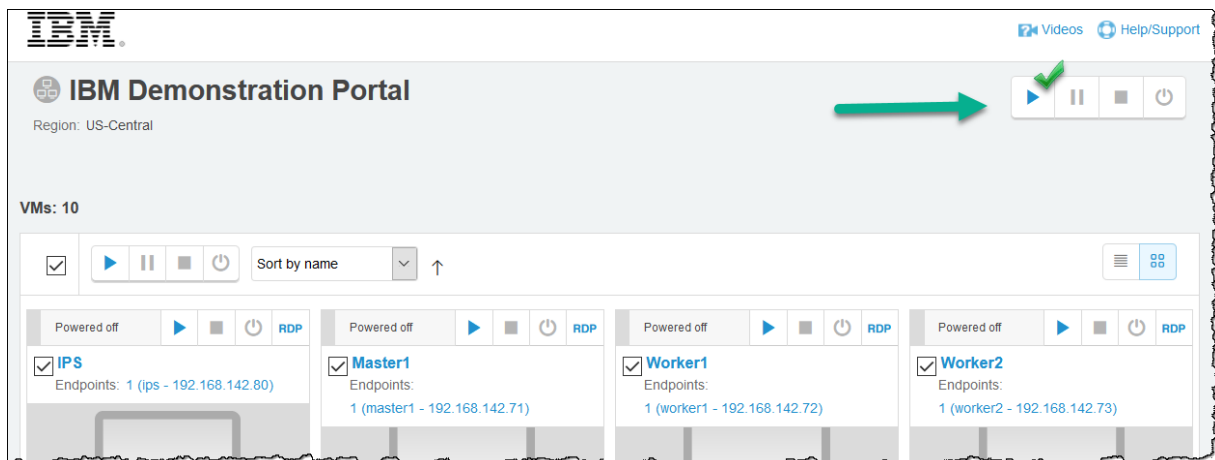 IBM
Videos Help/Support
IBM Demonstration Portal
Region: US-Central
VMs: 10
Sort by name
Powered off RDP Powered off RDP Powered off RDP Powered off RDP
IPS Master1 Worker1 Worker2
Endpoints: 1 (ips - 192.168.142.80) Endpoints: Endpoints: Endpoints:
1 (master1 - 192.168.142.71) 1 (worker1 - 192.168.142.72) 1 (worker2 - 192.168.142.73)